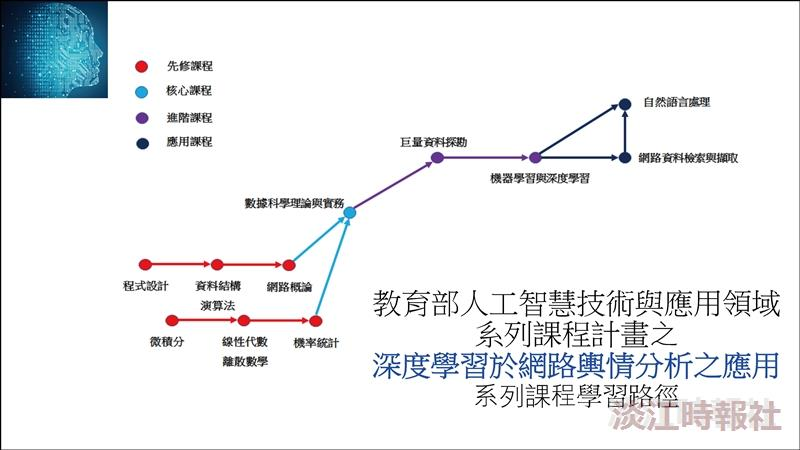 先修課程
核心課程
進階課程
應用課程
自然語言處理
巨量資料探勘
網路資料檢索與擷取
機器學習與深度學習
數據科學理論與實務
程式設計
資料結構
演算法
網路概論
微積分
線性代數
離散數學
機率統計
教育部人工智慧技術與應用領域
系列課程計畫之
深度學習於網路輿情分析之應用
系列課程學習路徑
淡江時報社